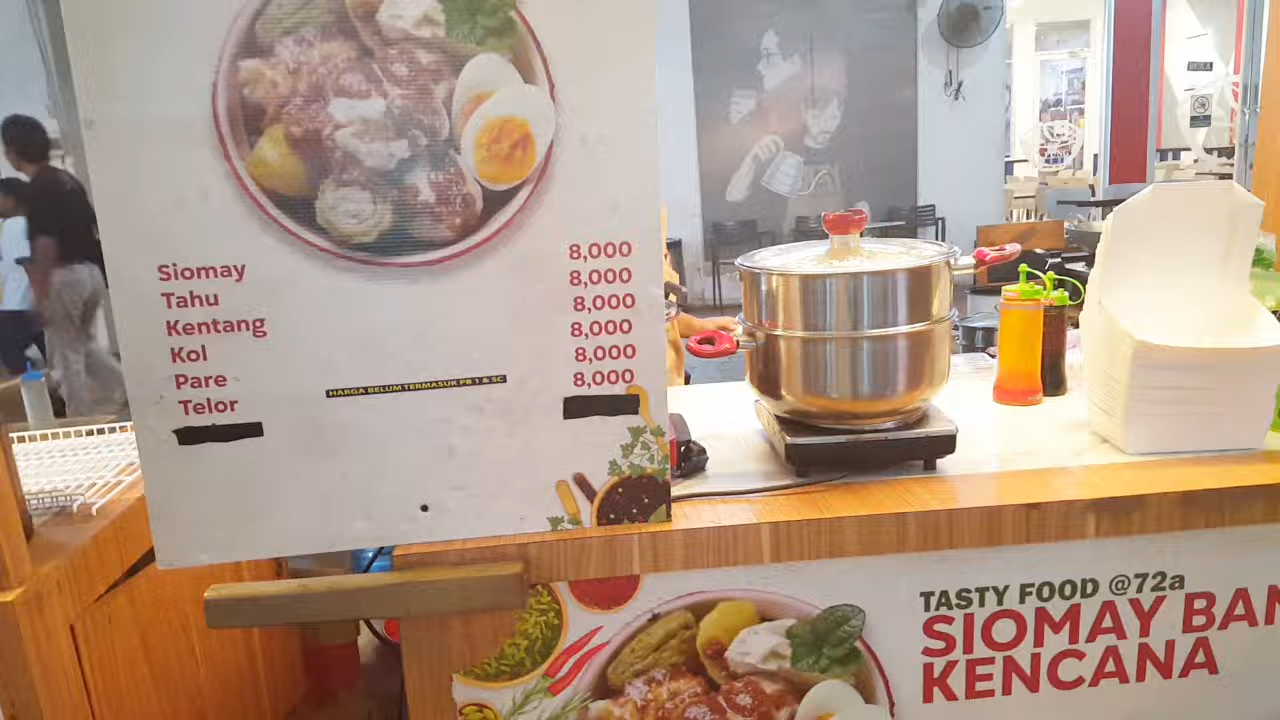 Siomay 8,000
Tahu 8,000
Kentang 8,000
Kol 8,000
Pare 8,000
Telor 8,000
HARGA BELUM TERMASUK PB 1 & SC
TASTY FOOD @72a
SIOMAY BAN
KENCANA